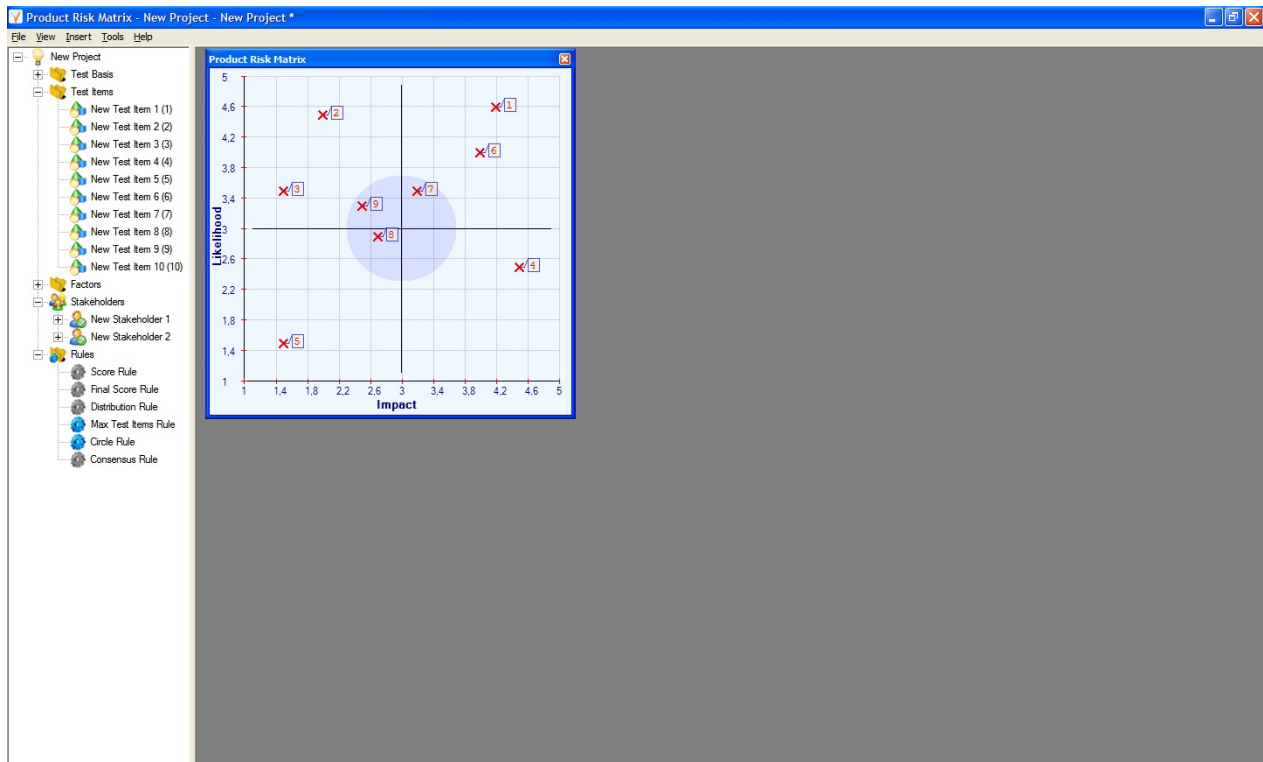 Product Risk Matrix - New Project - New Project *
File View Insert Tools Help
New Project
Test Basis
Test Items
New Test Item 1 (1)
New Test Item 2 (2)
New Test Item 3 (3)
New Test Item 4 (4)
New Test Item 5 (5)
New Test Item 6 (6)
New Test Item 7 (7)
New Test Item 8 (8)
New Test Item 9 (9)
New Test Item 10 (10)
Factors
Stakeholders
New Stakeholder 1
New Stakeholder 2
Rules
Score Rule
Final Score Rule
Distribution Rule
Max Test Items Rule
Circle Rule
Consensus Rule
Product Risk Matrix
5
4,6
4,2
3,8
3,4
3
2,6
2,2
1,8
1,4
1
Likelihood
1
2
6
3
7
9
8
4
5
1 1,4 1,8 2,2 2,6 3 3,4 3,8 4,2 4,6 5
Impact